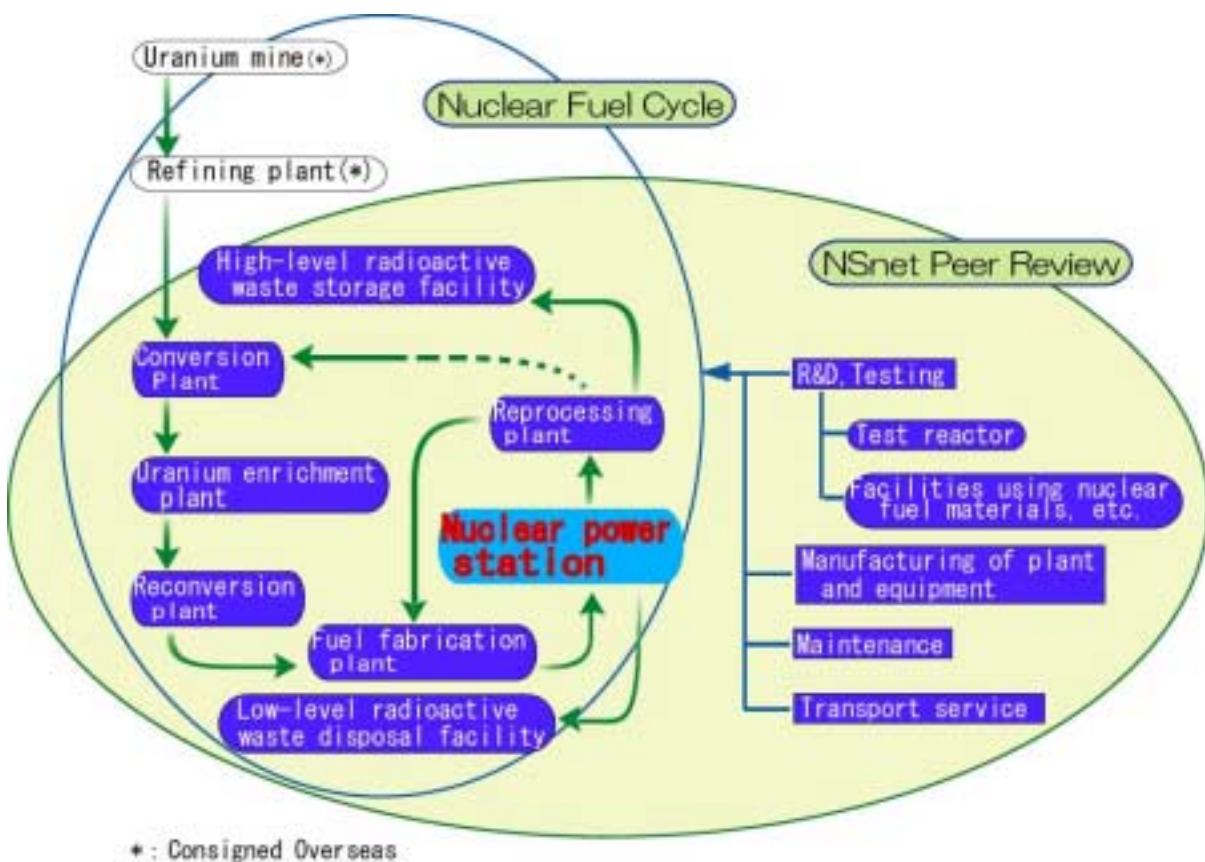 Uranium mine(*)
Nuclear Fuel Cycle
Refining plant(*)
High-level radioactive
waste storage facility
NSnet Peer Review
Conversion
Plant
R&D,Testing
Reprocessing
plant
Test reactor
Uranium enrichment
plant
Facilities using nuclear
fuel materials, etc.
Nuclear power
station
Manufacturing of plant
and equipment
Reconversion
plant
Fuel fabrication
plant
Maintenance
Low-level radioactive
waste disposal facility
Transport service
*: Consigned Overseas